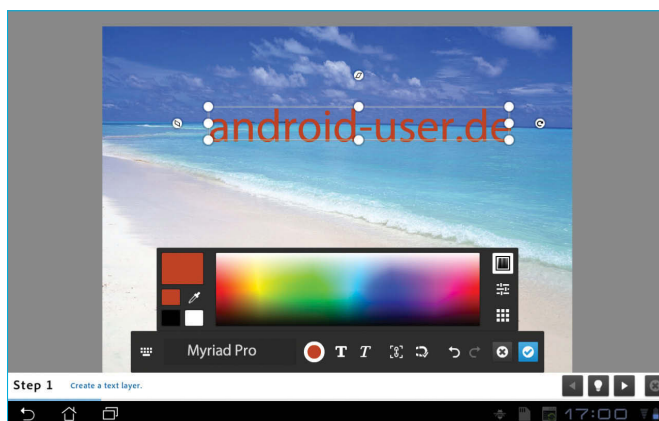 android-user.de
Myriad Pro
T T
Step 1 Create a text layer.
17:00